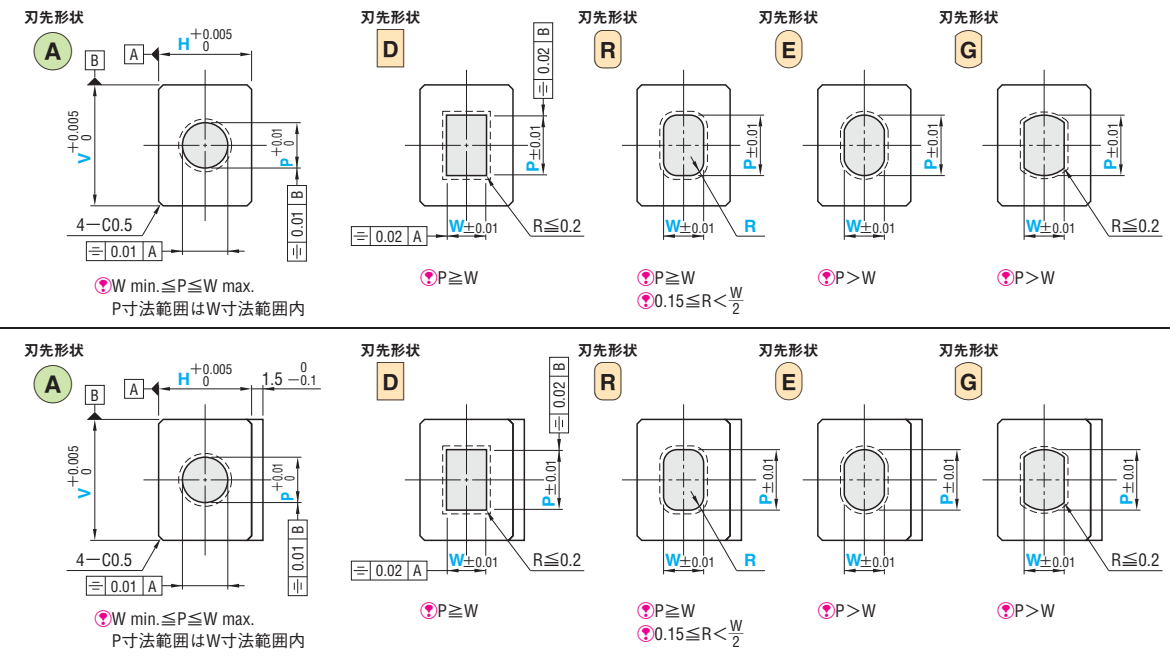 刃先形状 刃先形状 刃先形状 刃先形状 刃先形状
A D R E G
B A H +0.005 0
V +0.005 0
P +0.01 0
⌯ 0.01 B
4-C0.5
⌯ 0.01 A
W min.≦P≦W max.
P寸法範囲はW寸法範囲内
⌯ 0.02 B
P±0.01
W±0.01
R≦0.2
⌯ 0.02 A
P≧W
P±0.01
W±0.01
R
P≧W
0.15≦R<W/2
P±0.01
W±0.01
P>W
P±0.01
W±0.01
R≦0.2
P>W
刃先形状 刃先形状 刃先形状 刃先形状 刃先形状
A D R E G
B A H +0.005 0
1.5 0 -0.1
V +0.005 0
P +0.01 0
⌯ 0.01 B
4-C0.5
⌯ 0.01 A
W min.≦P≦W max.
P寸法範囲はW寸法範囲内
⌯ 0.02 B
P±0.01
W±0.01
R≦0.2
⌯ 0.02 A
P≧W
P±0.01
W±0.01
R
P≧W
0.15≦R<W/2
P±0.01
W±0.01
P>W
P±0.01
W±0.01
R≦0.2
P>W